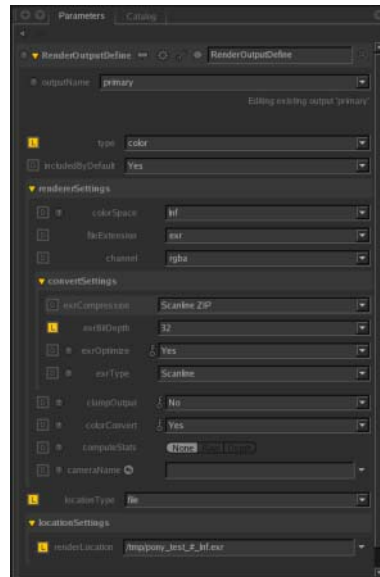 Parameters Catalog
RenderOutputDefine RenderOutputDefine
outputName primary
Editing existing output 'primary'
L type color
D includedByDefault Yes
rendererSettings
D colorSpace lnf
D fileExtension exr
D channel rgba
convertSettings
D exrCompression Scanline ZIP
L exrBitDepth 32
D exrOptimize Yes
D exrType Scanline
D clampOutput No
D colorConvert Yes
D computeStats None
D cameraName
L locationType file
locationSettings
L renderLocation /tmp/pony_test_#_lnf.exr